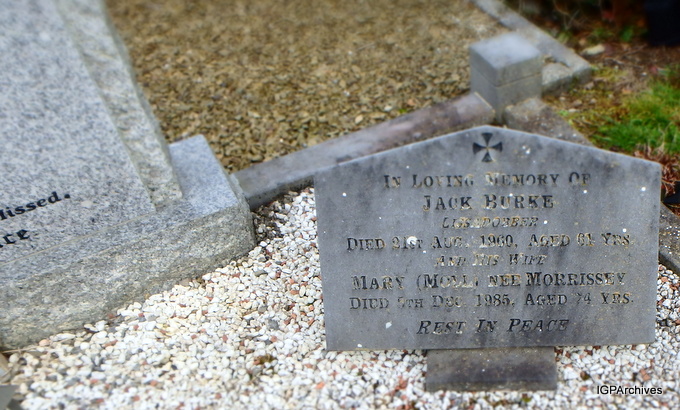 missed.
In Loving Memory Of
Jack Burke
Died 21st Aug. 1960, Aged 61 Yrs.
And His Wife
Mary (Moll) nee Morrissey
Died 5th Dec. 1985, Aged 74 Yrs.
Rest In Peace
IGPArchives